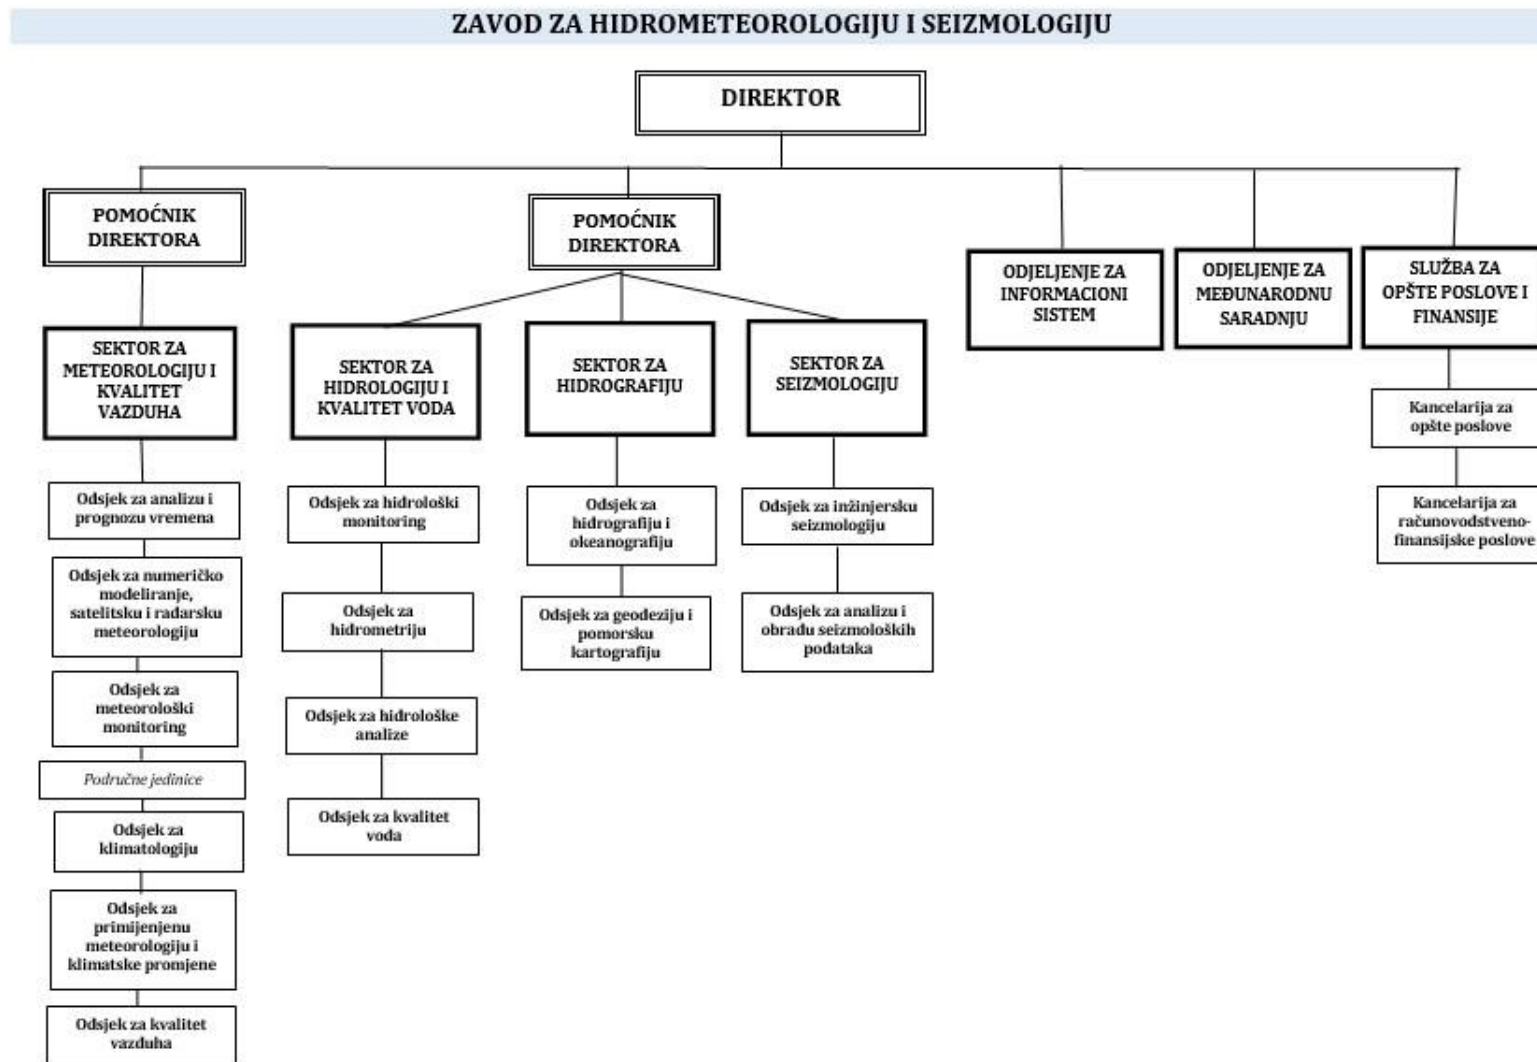 ZAVOD ZA HIDROMETEOROLOGIJU I SEIZMOLOGIJU
DIREKTOR
POMOĆNIK
DIREKTORA
POMOĆNIK
DIREKTORA
ODJELJENJE ZA
INFORMACIONI
SISTEM
ODJELJENJE ZA
MEĐUNARODNU
SARADNJU
SLUŽBA ZA
OPŠTE POSLOVE I
FINANSIJE
SEKTOR ZA
METEOROLOGIJU I
KVALITET
VAZDUHA
SEKTOR ZA
HIDROLOGIJU I
KVALITET VODA
SEKTOR ZA
HIDROGRAFIJU
SEKTOR ZA
SEIZMOLOGIJU
Kancelarija za
opšte poslove
Kancelarija za
računovodstveno-
finansijske poslove
Odsjek za analizu i
prognozu vremena
Odsjek za numeričko
modeliranje,
satelitsku i radarsku
meteorologiju
Odsjek za
meteorološki
monitoring
Područne jedinice
Odsjek za
klimatologiju
Odsjek za
primijenjenu
meteorologiju i
klimatske promjene
Odsjek za kvalitet
vazduha
Odsjek za hidrološki
monitoring
Odsjek za
hidrometriju
Odsjek za hidrološke
analize
Odsjek za kvalitet
voda
Odsjek za
hidrografiju i
okeanografiju
Odsjek za geodeziju i
pomorsku
kartografiju
Odsjek za inžinjersku
seizmologiju
Odsjek za analizu i
obradu seizmoloških
podataka